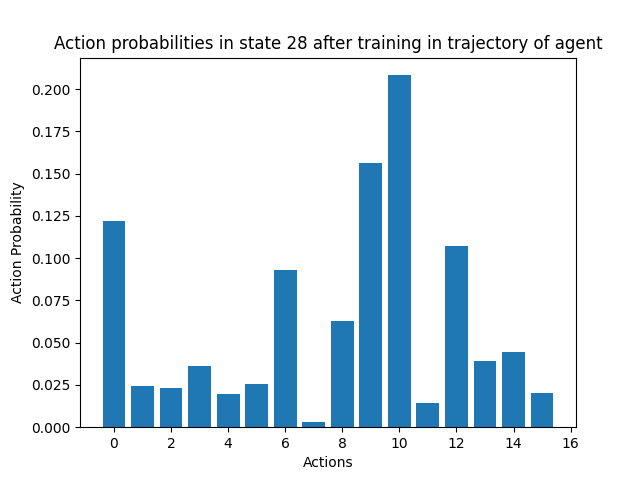 Action probabilities in state 28 after training in trajectory of agent
0.200
0.175
0.150
0.125
0.100
0.075
0.050
0.025
0.000
Action Probability
0 2 4 6 8 10 12 14 16
Actions